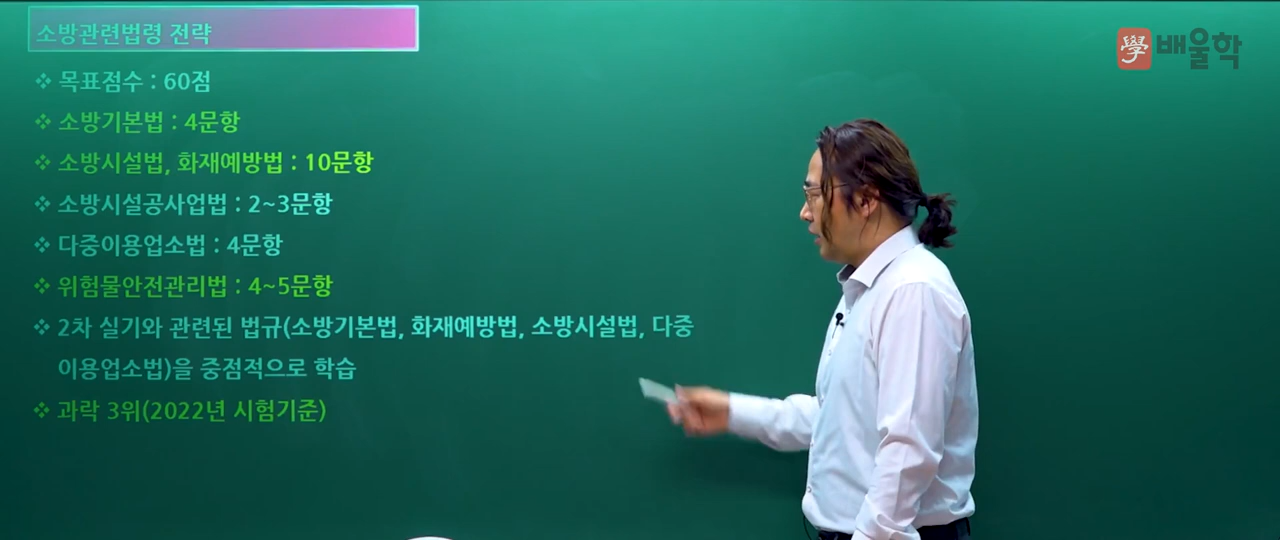 소방관련법령 전략
學 배울학
❖ 목표점수 : 60점
❖ 소방기본법 : 4문항
❖ 소방시설법, 화재예방법 : 10문항
❖ 소방시설공사업법 : 2~3문항
❖ 다중이용업소법 : 4문항
❖ 위험물안전관리법 : 4~5문항
❖ 2차 실기와 관련된 법규(소방기본법, 화재예방법, 소방시설법, 다중
이용업소법)을 중점적으로 학습
❖ 과락 3위(2022년 시험기준)